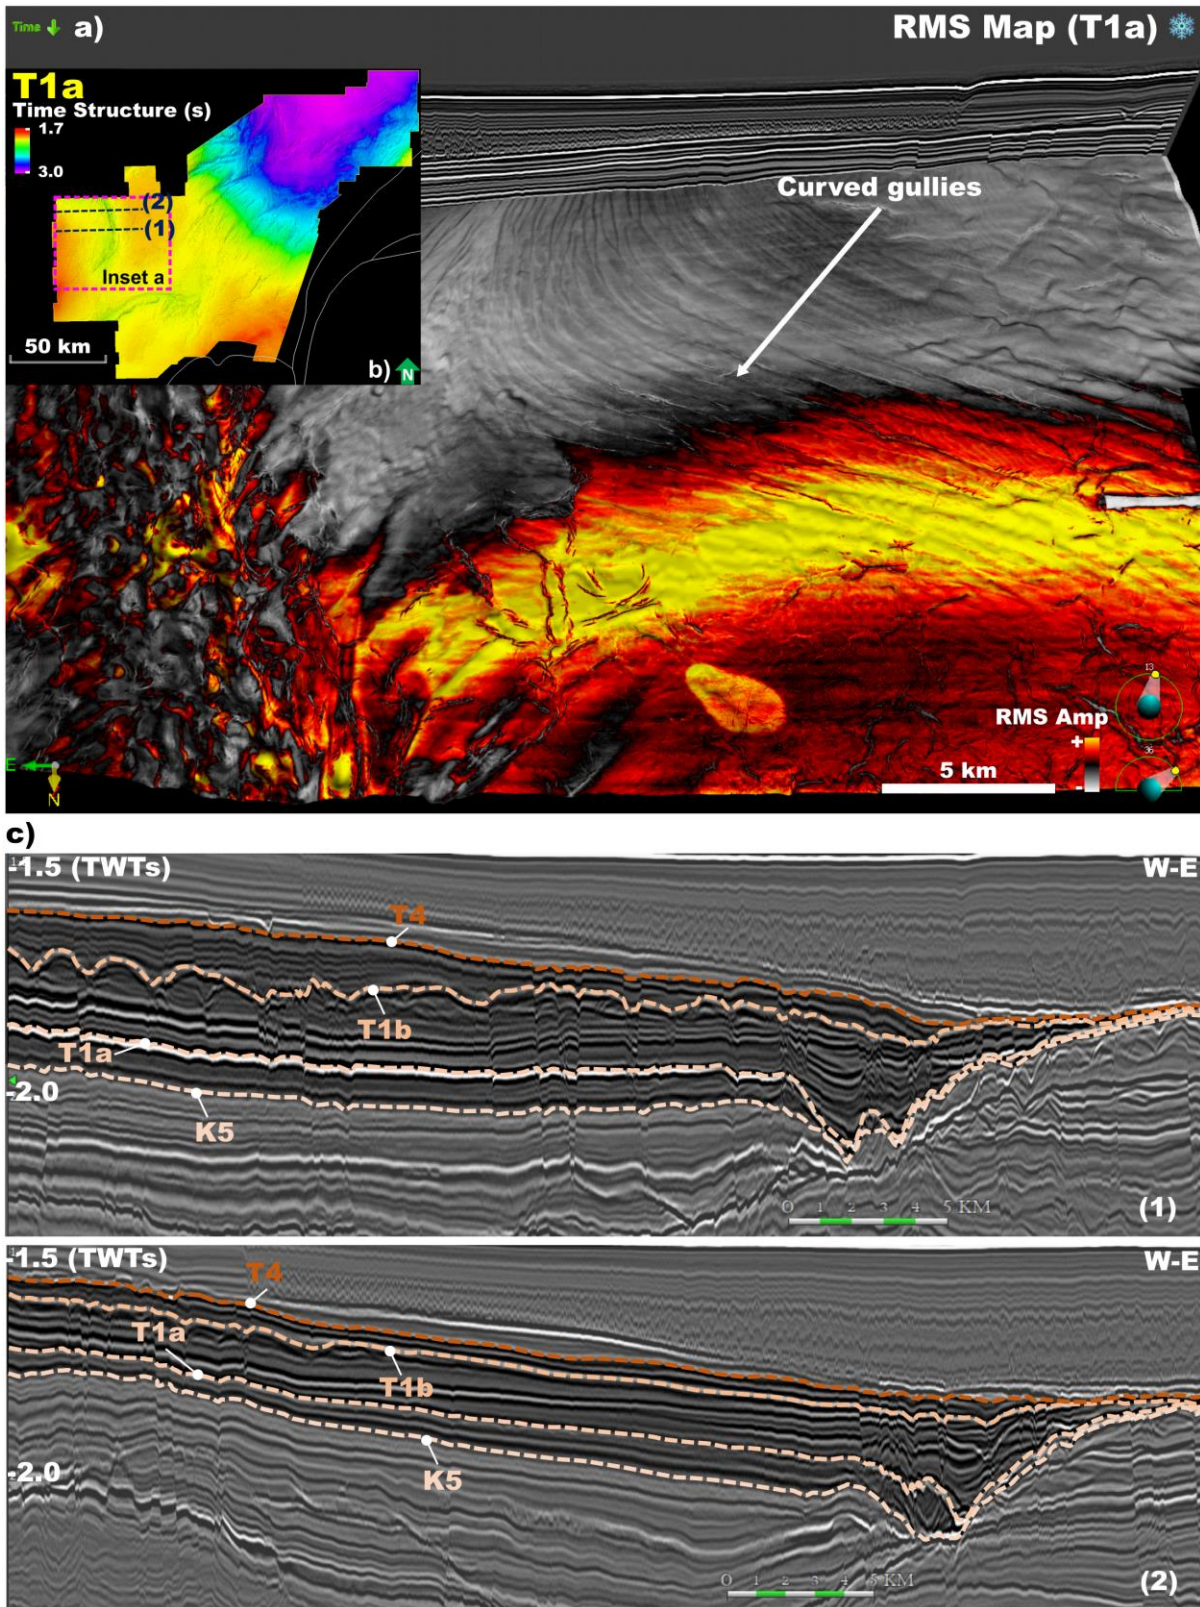 Time a)
RMS Map (T1a)
T1a
Time Structure (s)
1.7
3.0
(2)
(1)
Inset a
50 km
b)
N
Curved gullies
13
RMS Amp
+
-
36
5 km
E
N
c)
-1.5 (TWTs)
W-E
T4
T1b
T1a
-2.0
K5
0 1 2 3 4 5 KM
(1)
-1.5 (TWTs)
W-E
T4
T1a
T1b
-2.0
K5
0 1 2 3 4 5 KM
(2)